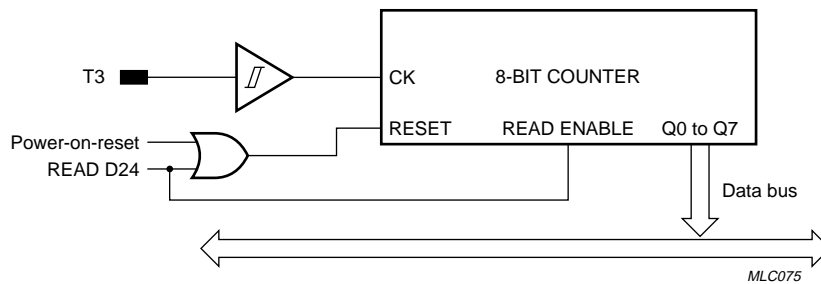 T3
CK
8-BIT COUNTER
RESET
READ ENABLE
Q0 to Q7
Power-on-reset
READ D24
Data bus
MLC075